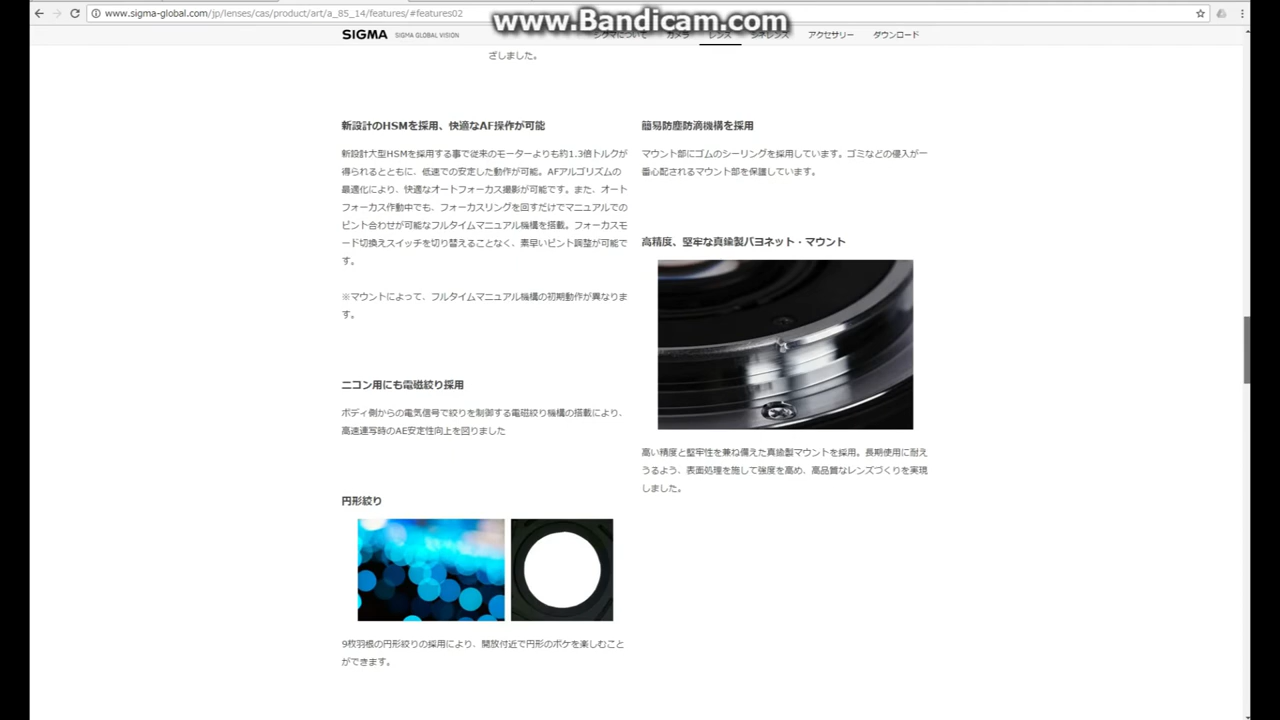 www.sigma-global.com/jp/lenses/cas/product/art/a_85_14/features/#features02
www.Bandicam.com
SIGMA SIGMA GLOBAL VISION
シグマについて カメラ レンズ シネレンズ アクセサリー ダウンロード
ざしました。
新設計のHSMを採用、快適なAF操作が可能
新設計大型HSMを採用する事で従来のモーターよりも約1.3倍トルクが
得られるとともに、低速での安定した動作が可能。AFアルゴリズムの
最適化により、快適なオートフォーカス撮影が可能です。また、オート
フォーカス作動中でも、フォーカスリングを回すだけでマニュアルでの
ピント合わせが可能なフルタイムマニュアル機構を搭載。フォーカスモ
ード切換えスイッチを切り替えることなく、素早いピント調整が可能で
す。
※マウントによって、フルタイムマニュアル機構の初期動作が異なりま
す。
ニコン用にも電磁絞り採用
ボディ側からの電気信号で絞りを制御する電磁絞り機構の搭載により、
高速連写時のAE安定性向上を図りました
円形絞り
9枚羽根の円形絞りの採用により、開放付近で円形のボケを楽しむこと
ができます。
簡易防塵防滴機構を採用
マウント部にゴムのシーリングを採用しています。ゴミなどの侵入が一
番心配されるマウント部を保護しています。
高精度、堅牢な真鍮製バヨネット・マウント
高い精度と堅牢性を兼ね備えた真鍮製マウントを採用。長期使用に耐え
うるよう、表面処理を施して強度を高め、高品質なレンズづくりを実現
しました。